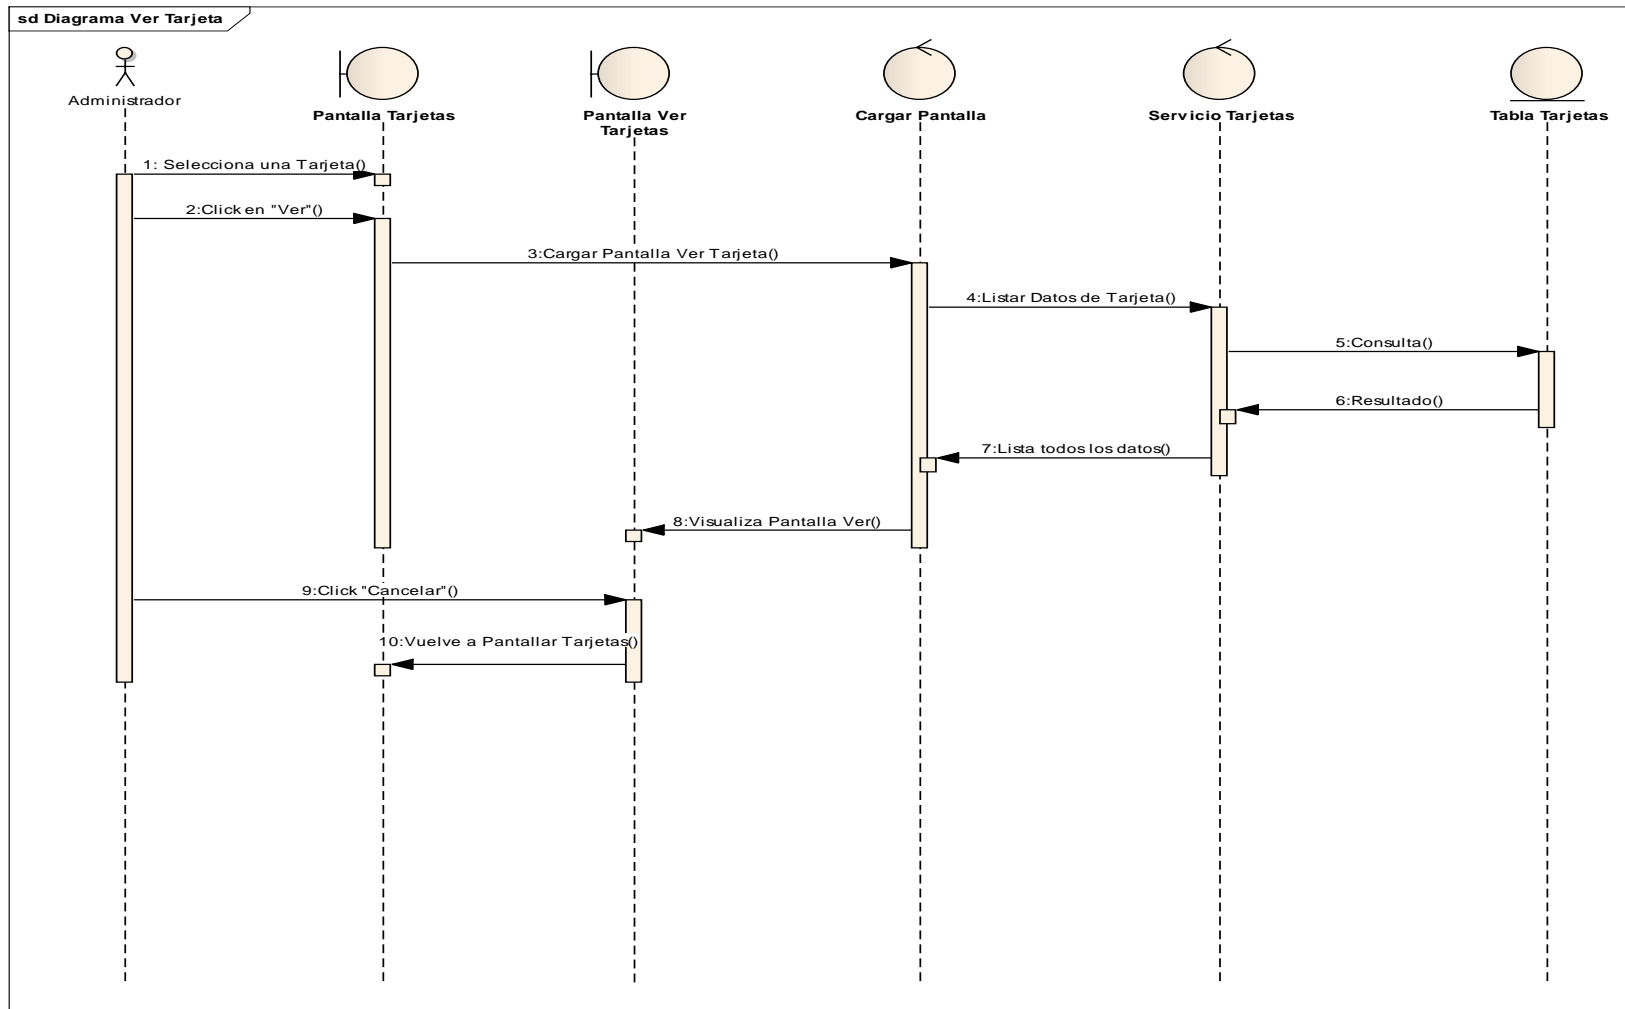 sd Diagrama Ver Tarjeta
Administrador
Pantalla Tarjetas
Pantalla Ver
Tarjetas
Cargar Pantalla
Servicio Tarjetas
Tabla Tarjetas
1: Selecciona una Tarjeta()
2:Click en "Ver"()
3:Cargar Pantalla Ver Tarjeta()
4:Listar Datos de Tarjeta()
5:Consulta()
6:Resultado()
7:Lista todos los datos()
8:Visualiza Pantalla Ver()
9:Click "Cancelar"()
10:Vuelve a Pantallar Tarjetas()